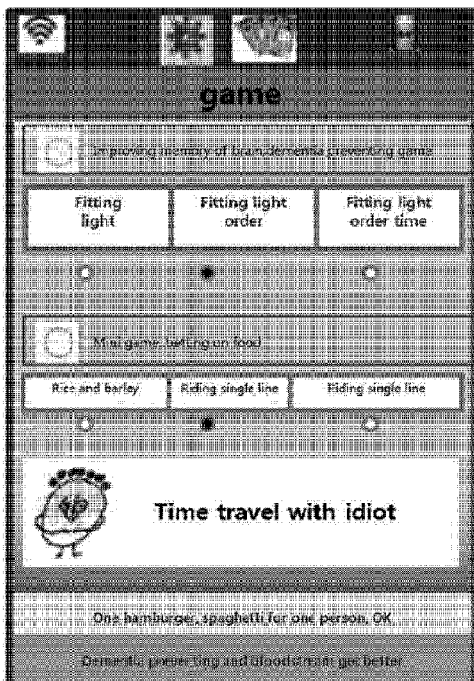 game
Improving memory of brain,dementia preventing game
Fitting light
Fitting light order
Fitting light order time
Mini game, betting on food
Rice and barley
Riding single line
Riding single line
Time travel with idiot
One hamburger, spaghetti for one person, OK
Dementia preventing and bloodstream get better